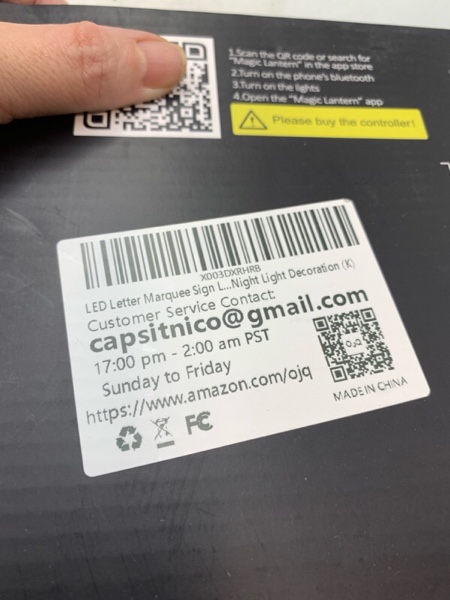 1.Scan the QR code or search for
"Magic Lantern" in the app store
2.Turn on the phone's bluetooth
3.Turn on the lights
4.Open the "Magic Lantern" app
Please buy the controller!
X003DXRHRB
LED Letter Marquee Sign L...Night Light Decoration (K)
Customer Service Contact:
capsitnico@gmail.com
17:00 pm - 2:00 am PST
Sunday to Friday
https://www.amazon.com/ojq
MADE IN CHINA
FC